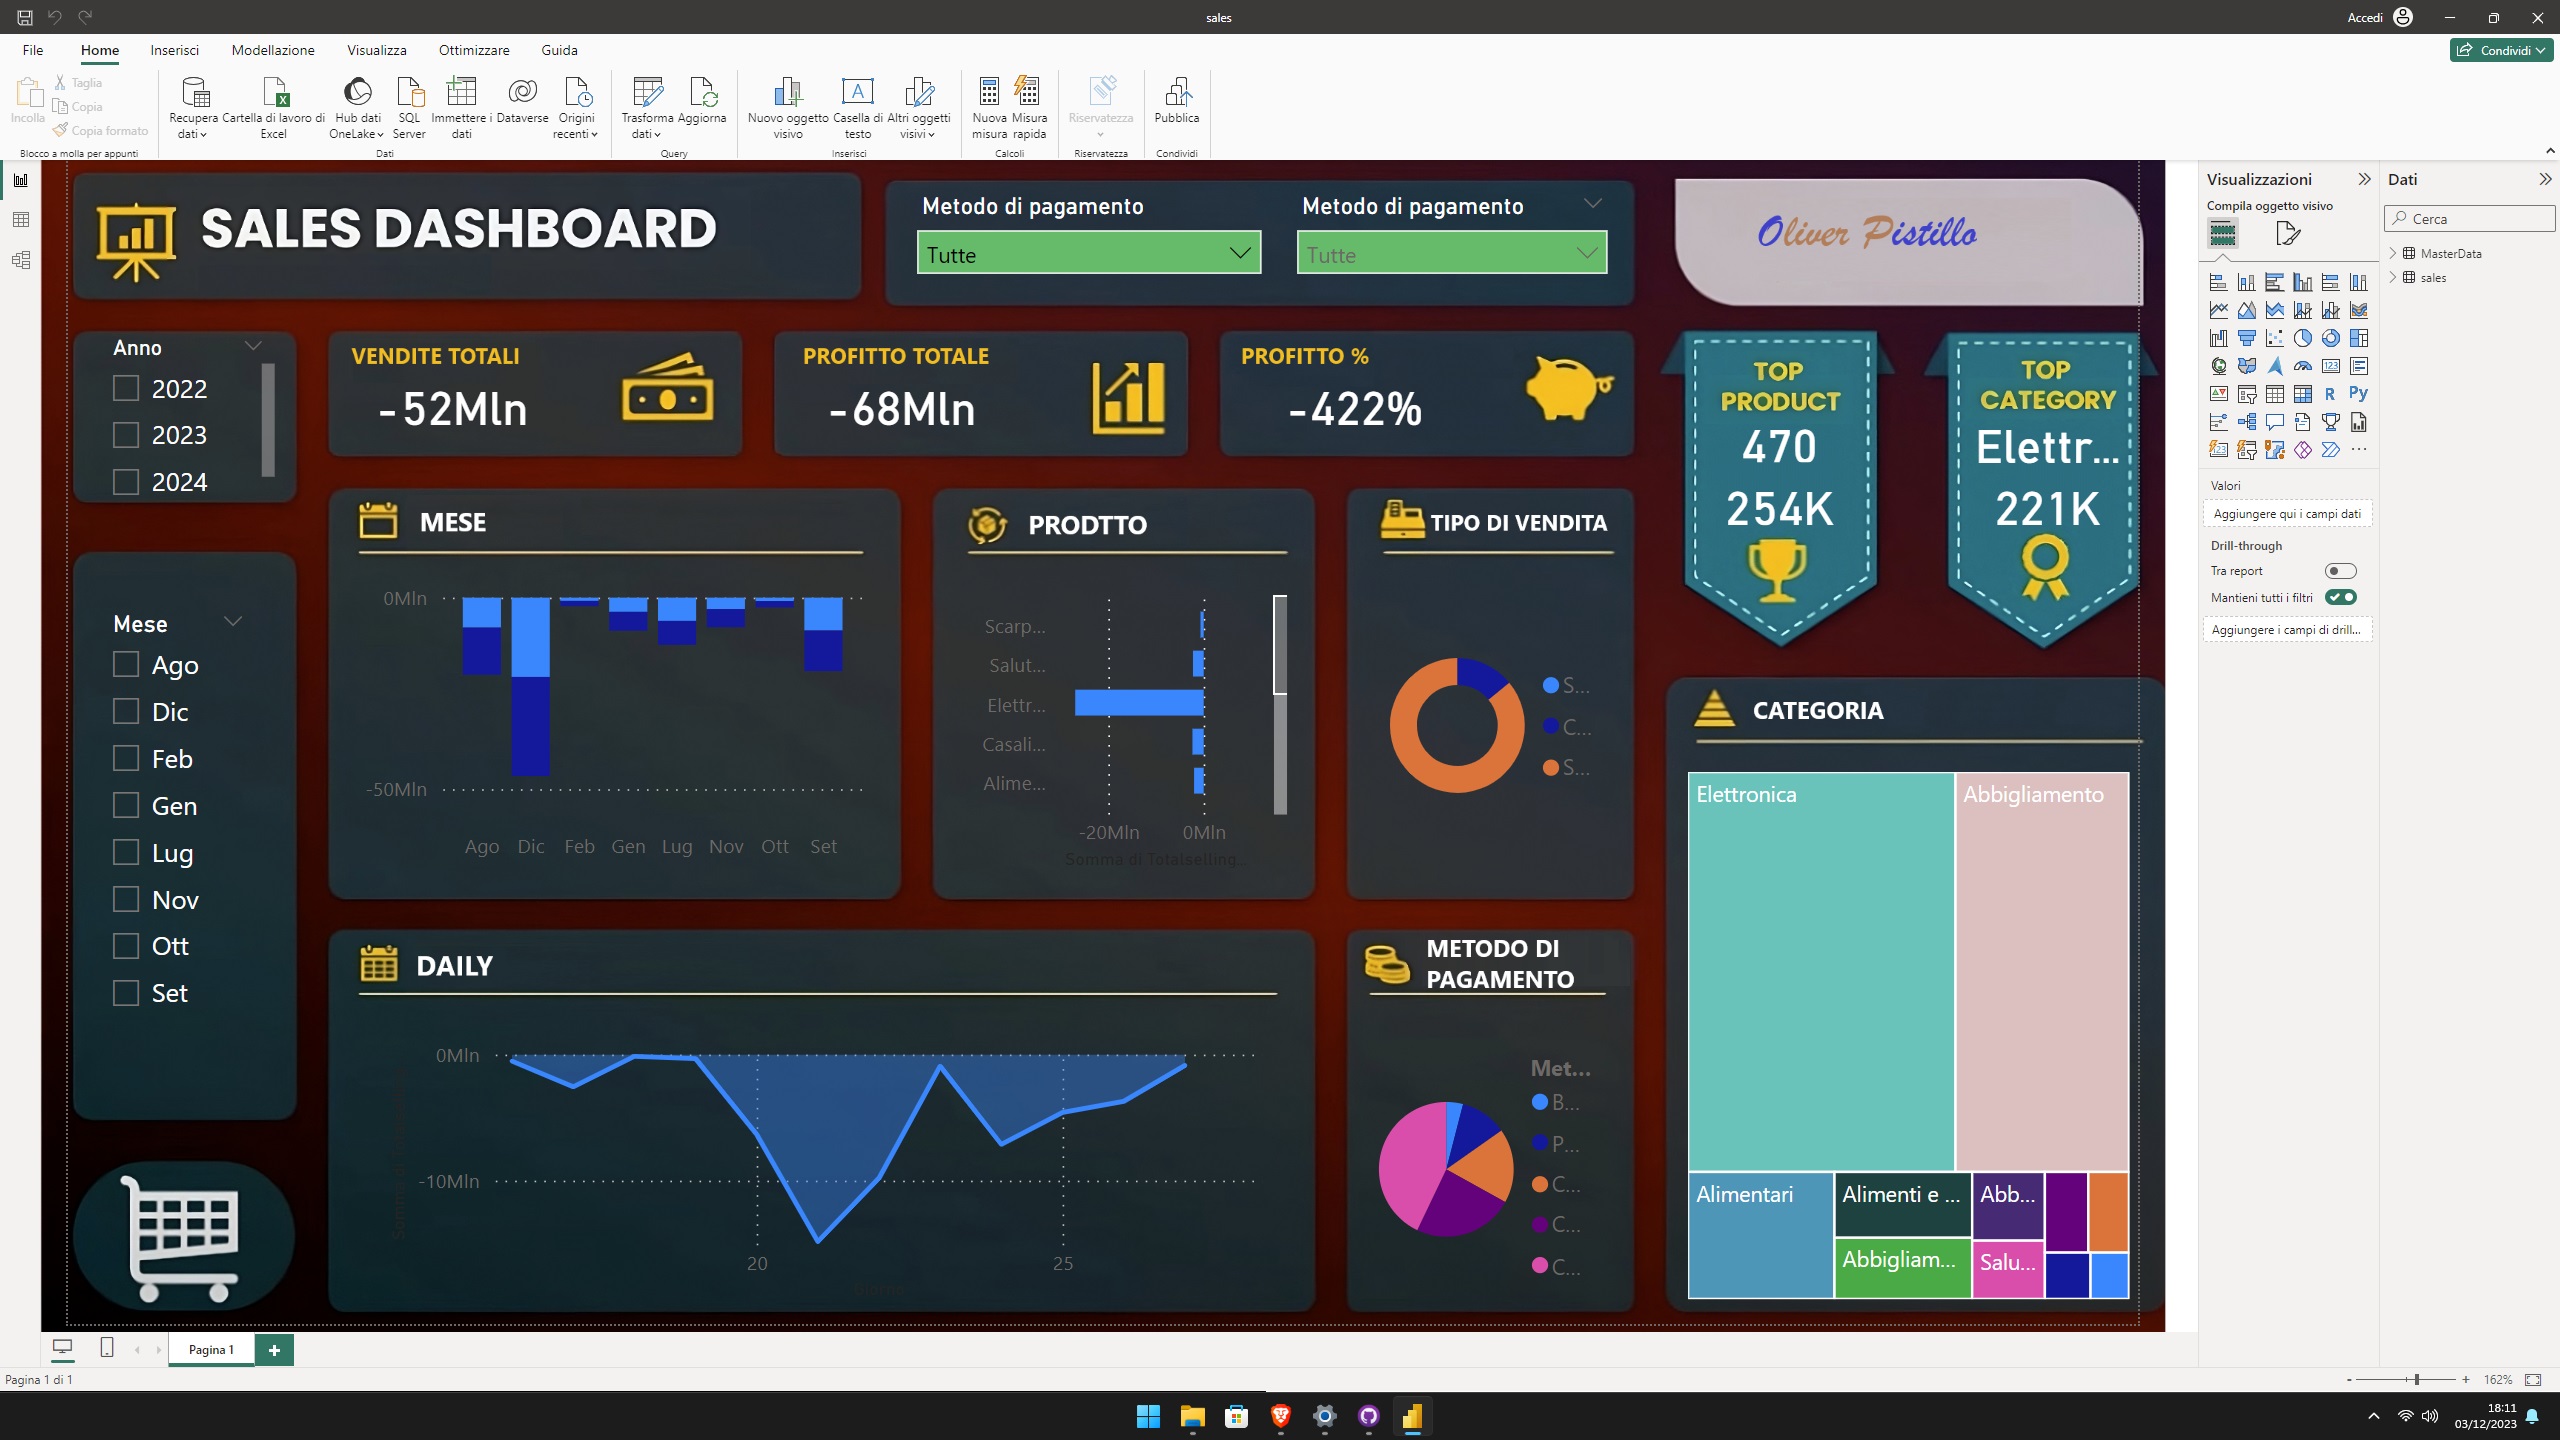 sales
Accedi
File Home Inserisci Modellazione Visualizza Ottimizzare Guida
Condividi
Incolla
Taglia
Copia
Copia formato
Blocco a molla per appunti
Recupera dati
Cartella di lavoro di Excel
Hub dati OneLake
SQL Server
Immettere i dati
Dataverse
Origini recenti
Dati
Trasforma dati
Aggiorna
Query
Nuovo oggetto visivo
Casella di testo
Altri oggetti visivi
Inserisci
Nuova misura
Misura rapida
Calcoli
Riservatezza
Riservatezza
Pubblica
Condividi
SALES DASHBOARD
Metodo di pagamento
Tutte
Metodo di pagamento
Tutte
Oliver Pistillo
Anno
2022
2023
2024
VENDITE TOTALI
-52Mln
PROFITTO TOTALE
-68Mln
PROFITTO %
-422%
TOP
PRODUCT
470
254K
TOP
CATEGORY
Elettr...
221K
Mese
Ago
Dic
Feb
Gen
Lug
Nov
Ott
Set
MESE
0Mln
-50Mln
Ago Dic Feb Gen Lug Nov Ott Set
PRODTTO
Scarp...
Salut...
Elettr...
Casali...
Alime...
-20Mln 0Mln
Somma di Totalselling...
TIPO DI VENDITA
S...
C...
S...
CATEGORIA
Elettronica
Abbigliamento
Alimentari
Alimenti e ...
Abbigliam...
Abb...
Salu...
DAILY
0Mln
-10Mln
20 25
METODO DI
PAGAMENTO
Met...
B...
P...
C...
C...
C...
Visualizzazioni
Compila oggetto visivo
R Py
123
Valori
Aggiungere qui i campi dati
Drill-through
Tra report
Mantieni tutti i filtri
Aggiungere i campi di drill...
Dati
Cerca
MasterData
sales
Pagina 1
Pagina 1 di 1
- + 162%
18:11
03/12/2023